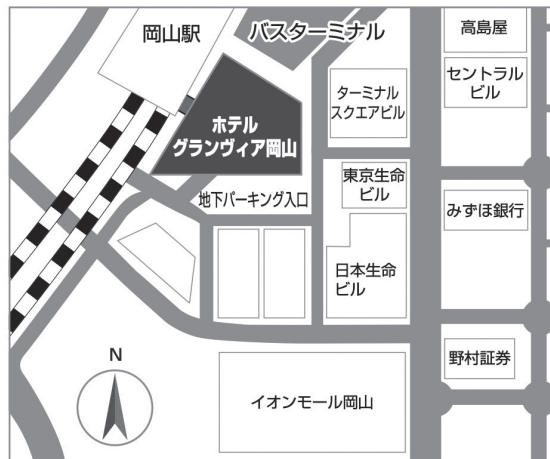 岡山駅
バスターミナル
高島屋
セントラル
ビル
ターミナル
スクエアビル
ホテル
グランヴィア岡山
東京生命
ビル
地下パーキング入口
みずほ銀行
日本生命
ビル
野村証券
N
イオンモール岡山